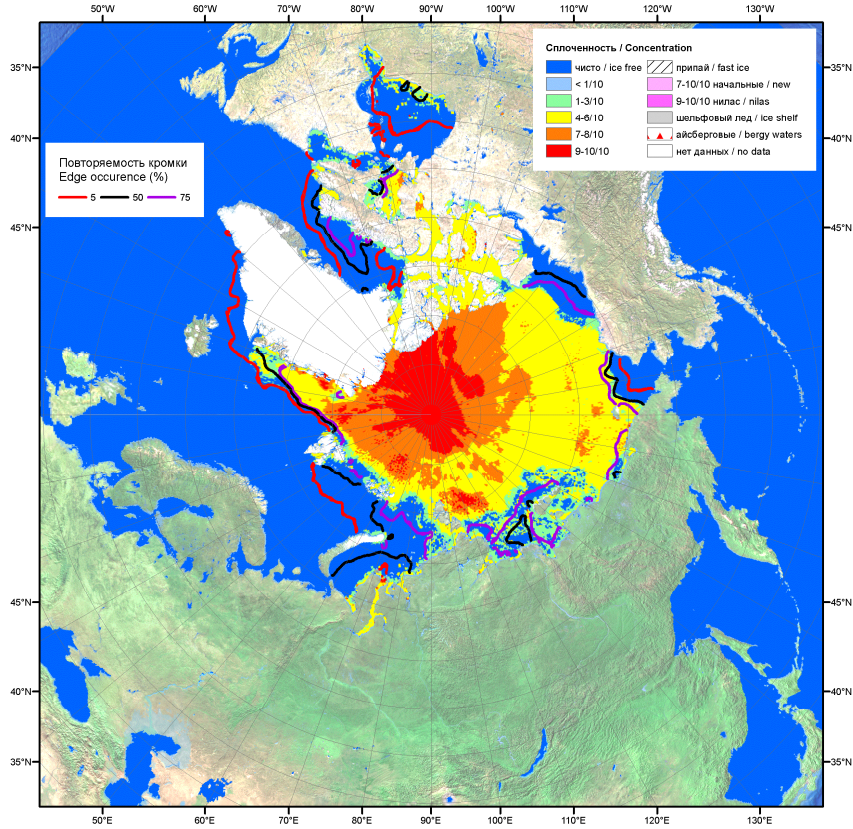 50°W 60°W 70°W 80°W 90°W 100°W 110°W 120°W 130°W
Сплоченность / Concentration
чисто / ice free
< 1/10
1-3/10
4-6/10
7-8/10
9-10/10
припай / fast ice
7-10/10 начальные / new
9-10/10 нилас / nilas
шельфовый лед / ice shelf
айсберговые / bergy waters
нет данных / no data
35°N 35°N
40°N 40°N
Повторяемость кромки
Edge occurence (%)
5 50 75
45°N 45°N
45°N 45°N
40°N 40°N
35°N 35°N
50°E 60°E 70°E 80°E 90°E 100°E 110°E 120°E 130°E